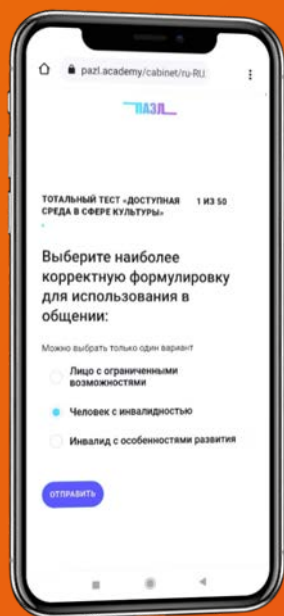 pazl.academy/cabinet/ru-RU
ПАЗЛ
ТОТАЛЬНЫЙ ТЕСТ «ДОСТУПНАЯ 1 ИЗ 50
СРЕДА В СФЕРЕ КУЛЬТУРЫ»
Выберите наиболее
корректную формулировку
для использования в
общении:
Можно выбрать только один вариант
Лицо с ограниченными
возможностями
Человек с инвалидностью
Инвалид с особенностями развития
ОТПРАВИТЬ